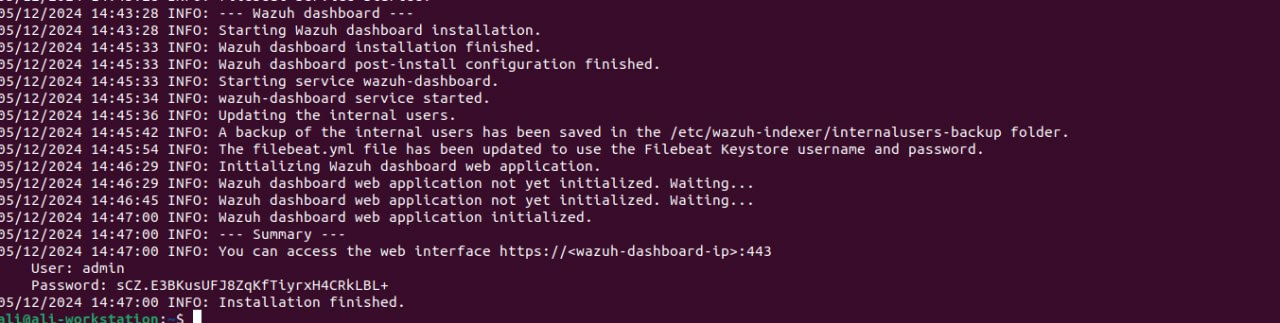 05/12/2024 14:43:28 INFO: --- Wazuh dashboard ---
05/12/2024 14:43:28 INFO: Starting Wazuh dashboard installation.
05/12/2024 14:45:33 INFO: Wazuh dashboard installation finished.
05/12/2024 14:45:33 INFO: Wazuh dashboard post-install configuration finished.
05/12/2024 14:45:33 INFO: Starting service wazuh-dashboard.
05/12/2024 14:45:34 INFO: wazuh-dashboard service started.
05/12/2024 14:45:36 INFO: Updating the internal users.
05/12/2024 14:45:42 INFO: A backup of the internal users has been saved in the /etc/wazuh-indexer/internalusers-backup folder.
05/12/2024 14:45:54 INFO: The filebeat.yml file has been updated to use the Filebeat Keystore username and password.
05/12/2024 14:46:29 INFO: Initializing Wazuh dashboard web application.
05/12/2024 14:46:29 INFO: Wazuh dashboard web application not yet initialized. Waiting...
05/12/2024 14:46:45 INFO: Wazuh dashboard web application not yet initialized. Waiting...
05/12/2024 14:47:00 INFO: Wazuh dashboard web application initialized.
05/12/2024 14:47:00 INFO: --- Summary ---
05/12/2024 14:47:00 INFO: You can access the web interface https://<wazuh-dashboard-ip>:443
User: admin
Password: sCZ.E3BKusUFJ8ZqKfTiyrxH4CRkLBL+
05/12/2024 14:47:00 INFO: Installation finished.
ali@ali-workstation:~$